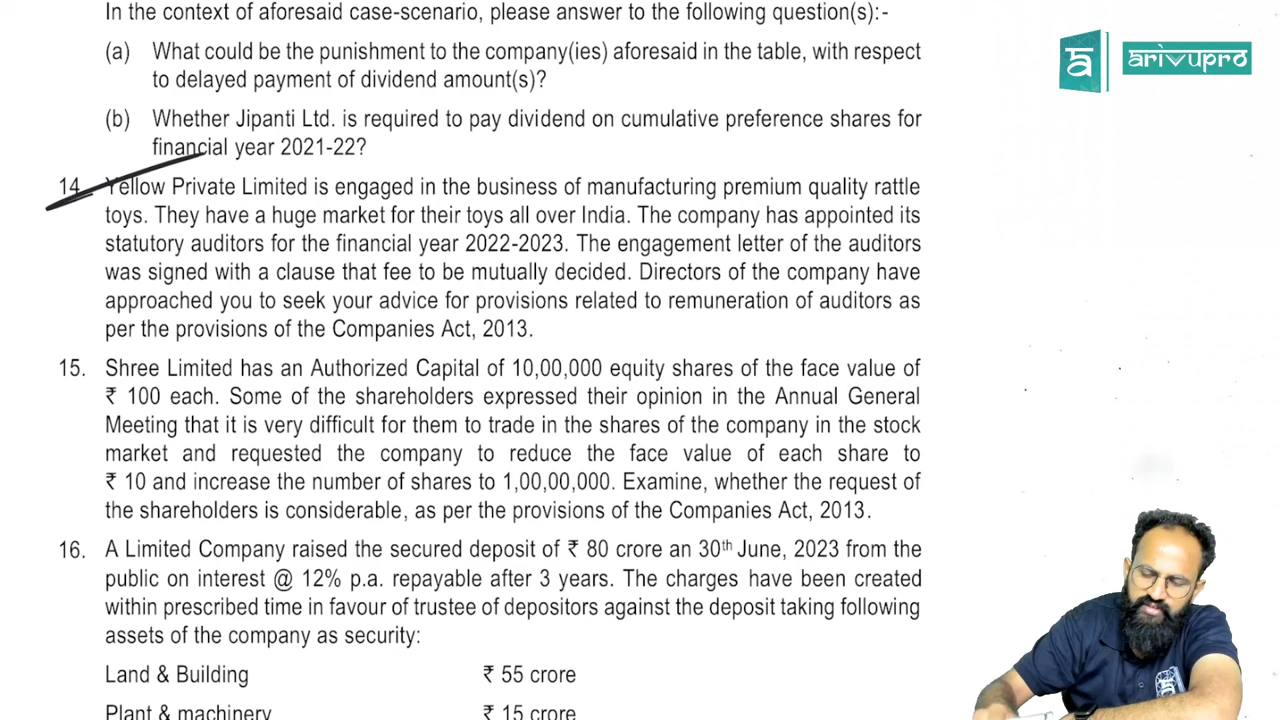 In the context of aforesaid case-scenario, please answer to the following question(s):-
(a) What could be the punishment to the company(ies) aforesaid in the table, with respect
to delayed payment of dividend amount(s)?
(b) Whether Jipanti Ltd. is required to pay dividend on cumulative preference shares for
financial year 2021-22?
14. Yellow Private Limited is engaged in the business of manufacturing premium quality rattle
toys. They have a huge market for their toys all over India. The company has appointed its
statutory auditors for the financial year 2022-2023. The engagement letter of the auditors
was signed with a clause that fee to be mutually decided. Directors of the company have
approached you to seek your advice for provisions related to remuneration of auditors as
per the provisions of the Companies Act, 2013.
15. Shree Limited has an Authorized Capital of 10,00,000 equity shares of the face value of
₹ 100 each. Some of the shareholders expressed their opinion in the Annual General
Meeting that it is very difficult for them to trade in the shares of the company in the stock
market and requested the company to reduce the face value of each share to
₹ 10 and increase the number of shares to 1,00,00,000. Examine, whether the request of
the shareholders is considerable, as per the provisions of the Companies Act, 2013.
16. A Limited Company raised the secured deposit of ₹ 80 crore an 30th June, 2023 from the
public on interest @ 12% p.a. repayable after 3 years. The charges have been created
within prescribed time in favour of trustee of depositors against the deposit taking following
assets of the company as security:
Land & Building ₹ 55 crore
Plant & machinery ₹ 15 crore
arivupro